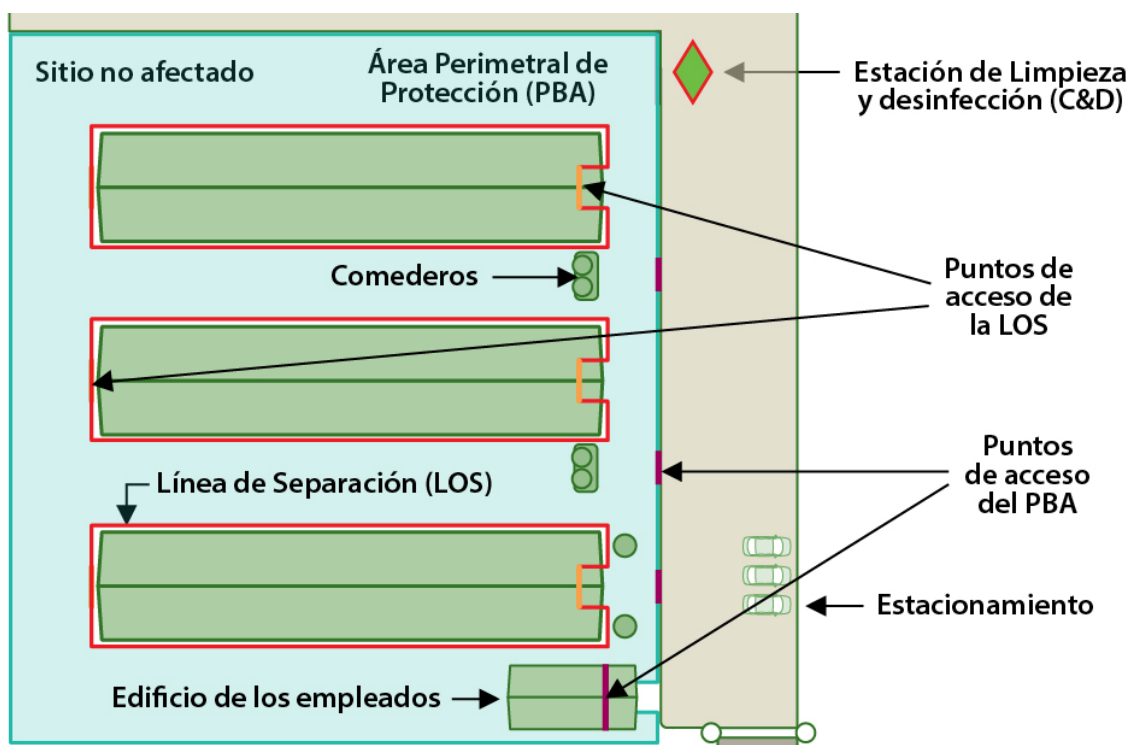 Sitio no afectado
Área Perimetral de
Protección (PBA)
Estación de Limpieza
y desinfección (C&D)
Comederos
Puntos de
acceso de
la LOS
Línea de Separación (LOS)
Puntos
de acceso
del PBA
Estacionamiento
Edificio de los empleados